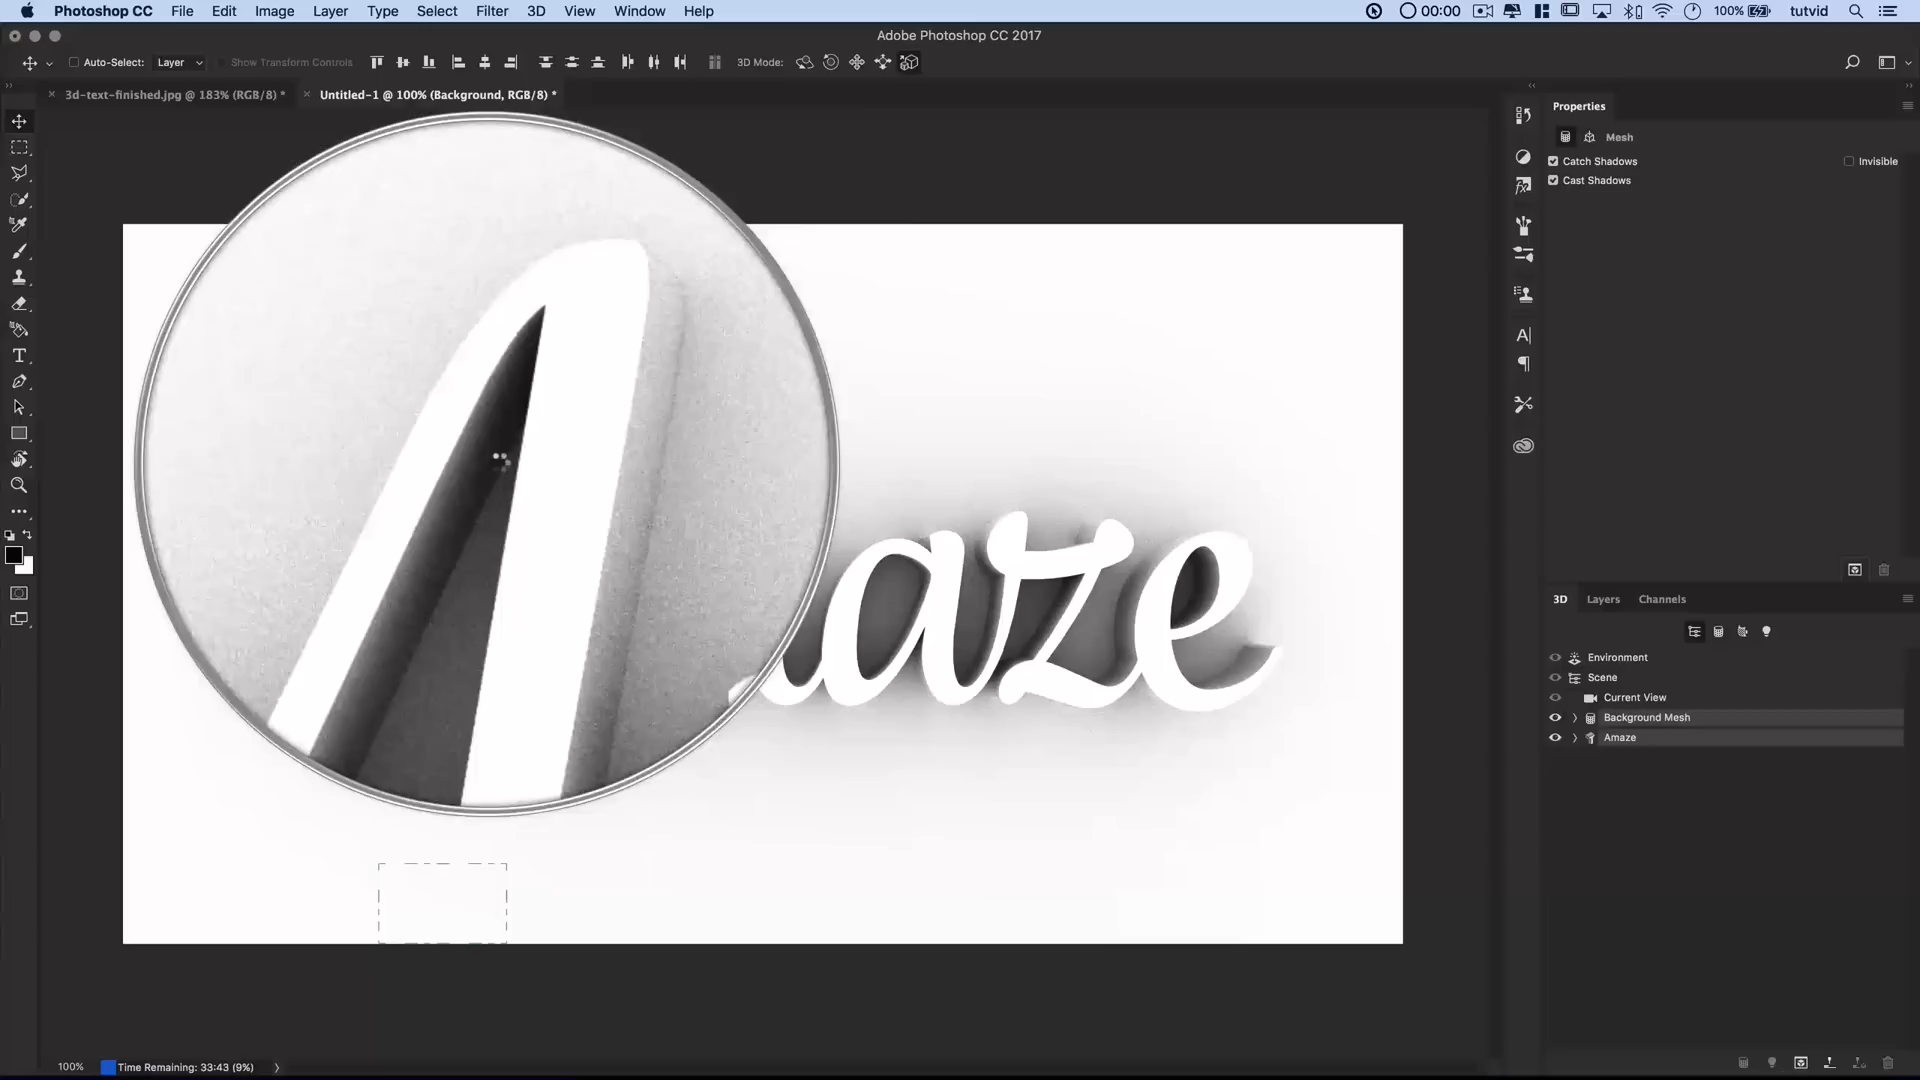 Photoshop CC File Edit Image Layer Type Select Filter 3D View Window Help 00:00 100% tutvid
Adobe Photoshop CC 2017
Auto-Select: Layer Show Transform Controls 3D Mode:
3d-text-finished.jpg @ 183% (RGB/8) * Untitled-1 @ 100% (Background, RGB/8) *
Properties
Mesh
Catch Shadows Invisible
Cast Shadows
aze
3D Layers Channels
Environment
Scene
Current View
Background Mesh
Amaze
100% Time Remaining: 33:43 (9%)